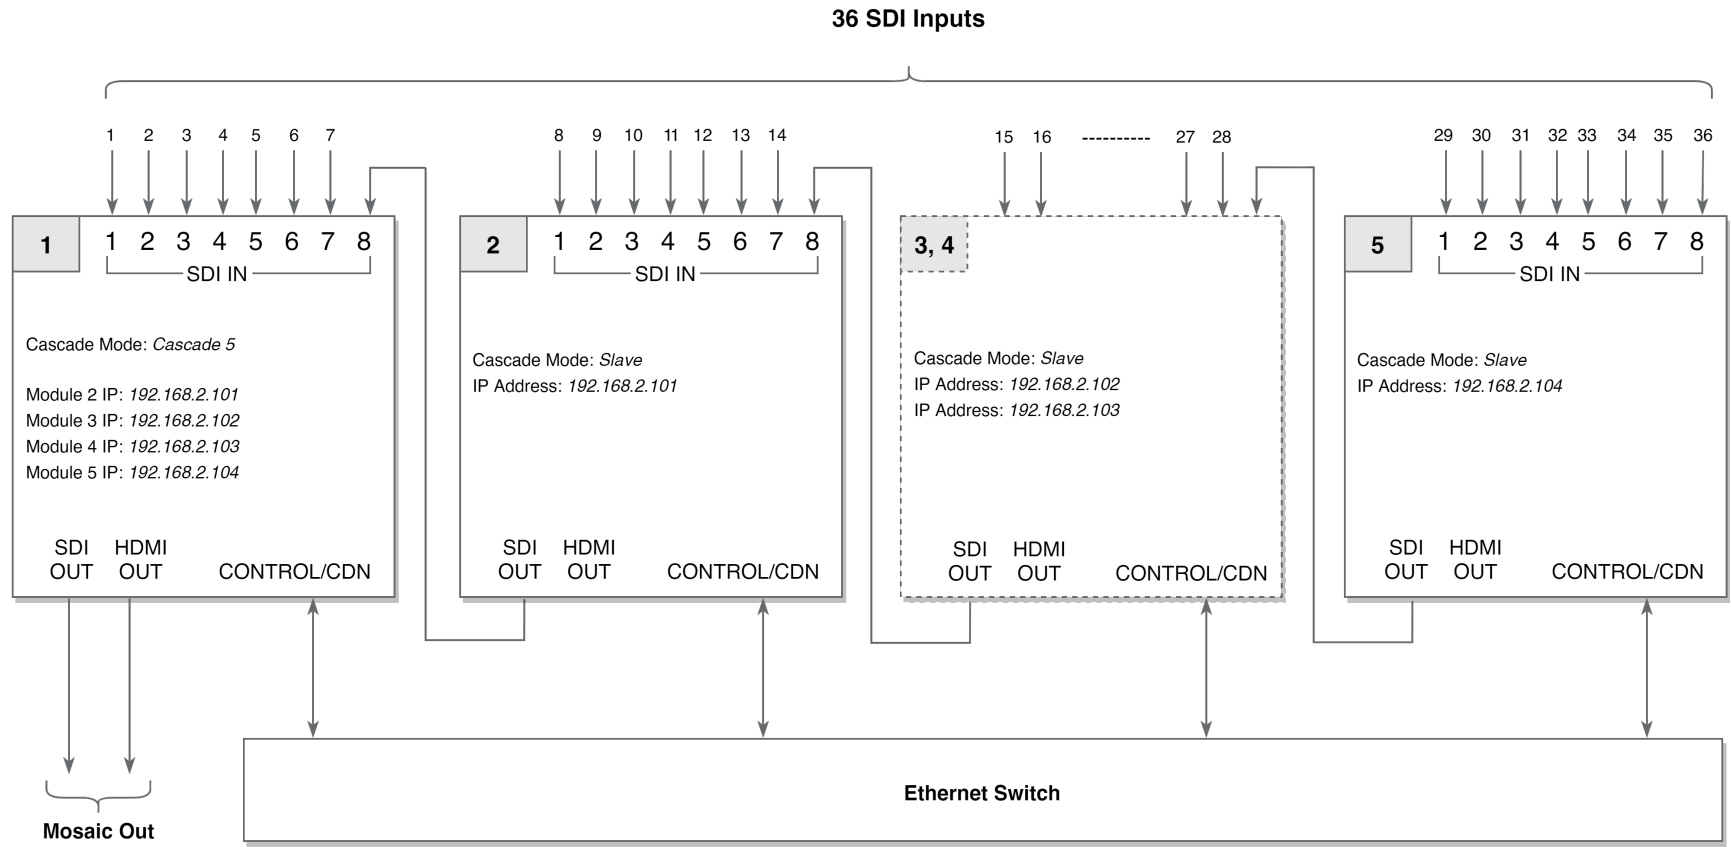 36 SDI Inputs
1 2 3 4 5 6 7
8 9 10 11 12 13 14
15 16 ---------- 27 28
29 30 31 32 33 34 35 36
1
1 2 3 4 5 6 7 8
SDI IN
Cascade Mode: Cascade 5
Module 2 IP: 192.168.2.101
Module 3 IP: 192.168.2.102
Module 4 IP: 192.168.2.103
Module 5 IP: 192.168.2.104
SDI HDMI
OUT OUT CONTROL/CDN
2
1 2 3 4 5 6 7 8
SDI IN
Cascade Mode: Slave
IP Address: 192.168.2.101
SDI HDMI
OUT OUT CONTROL/CDN
3, 4
Cascade Mode: Slave
IP Address: 192.168.2.102
IP Address: 192.168.2.103
SDI HDMI
OUT OUT CONTROL/CDN
5
1 2 3 4 5 6 7 8
SDI IN
Cascade Mode: Slave
IP Address: 192.168.2.104
SDI HDMI
OUT OUT CONTROL/CDN
Ethernet Switch
Mosaic Out